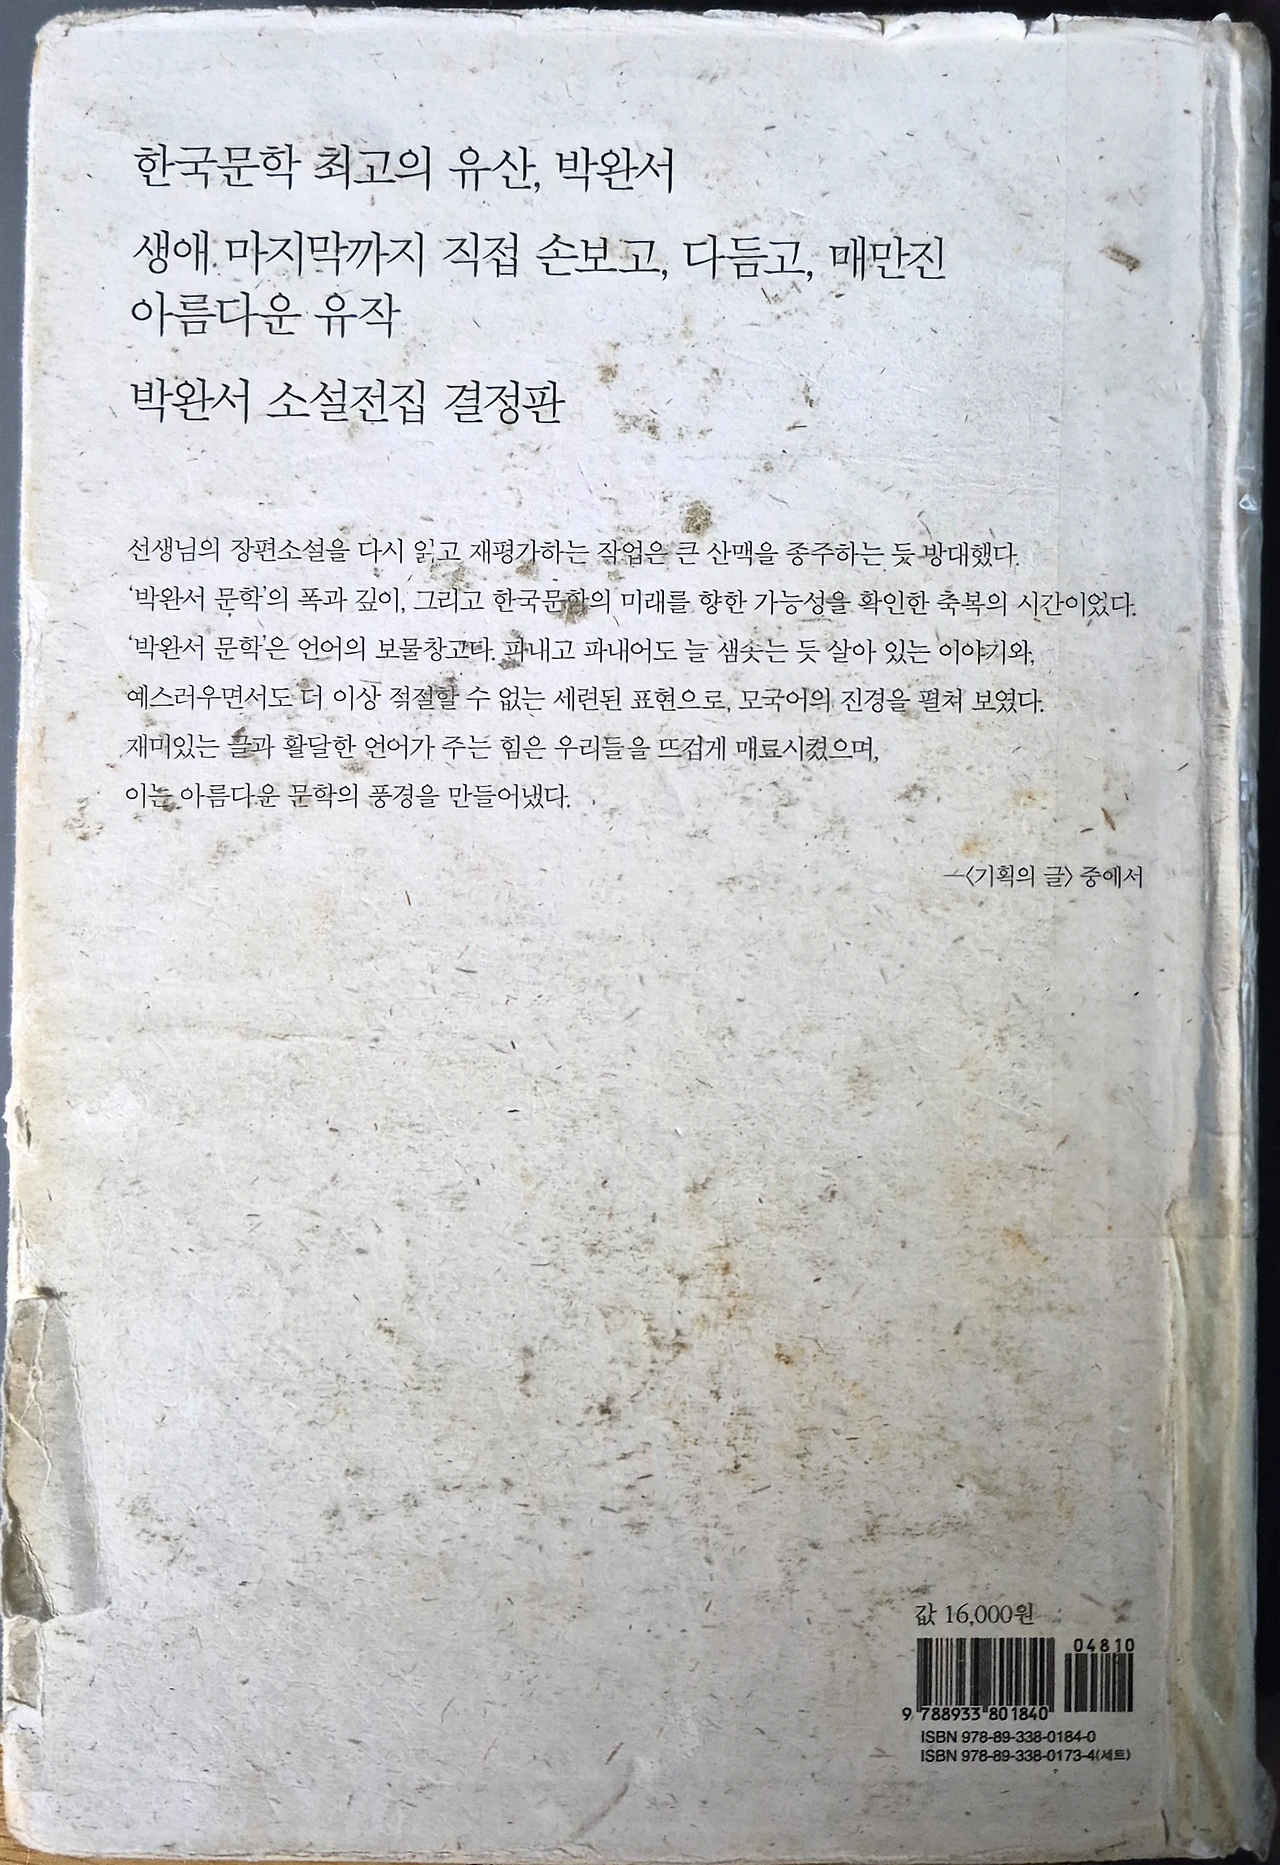 한국문학 최고의 유산, 박완서
생애 마지막까지 직접 손보고, 다듬고, 매만진
아름다운 유작
박완서 소설전집 결정판
선생님의 장편소설을 다시 읽고 재평가하는 작업은 큰 산맥을 종주하는 듯 방대했다.
‘박완서 문학’의 폭과 깊이, 그리고 한국문학의 미래를 향한 가능성을 확인한 축복의 시간이었다.
‘박완서 문학’은 언어의 보물창고다. 파내고 파내어도 늘 샘솟는 듯 살아 있는 이야기와,
예스러우면서도 더 이상 적절할 수 없는 세련된 표현으로, 모국어의 진경을 펼쳐 보였다.
재미있는 글과 활달한 언어가 주는 힘은 우리들을 뜨겁게 매료시켰으며,
이는 아름다운 문학의 풍경을 만들어냈다.
—〈기획의 글〉 중에서
값 16,000원
04810
9 788933 801840
ISBN 978-89-338-0184-0
ISBN 978-89-338-0173-4(세트)